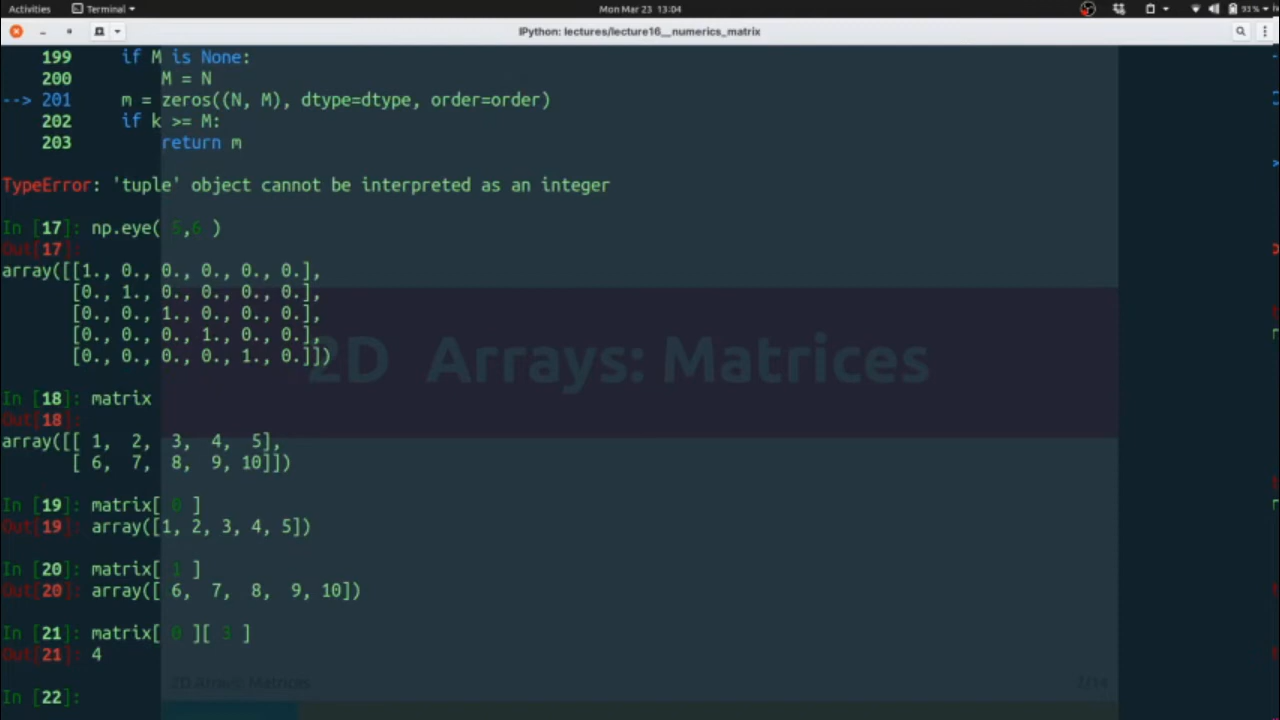 Activities Terminal Mon Mar 23 13:04 93 %
IPython: lectures/lecture16__numerics_matrix
199 if M is None:
200 M = N
--> 201 m = zeros((N, M), dtype=dtype, order=order)
202 if k >= M:
203 return m
TypeError: 'tuple' object cannot be interpreted as an integer
In [17]: np.eye( 5,6 )
Out[17]:
array([[1., 0., 0., 0., 0., 0.],
[0., 1., 0., 0., 0., 0.],
[0., 0., 1., 0., 0., 0.],
[0., 0., 0., 1., 0., 0.],
[0., 0., 0., 0., 1., 0.]])
2D Arrays: Matrices
In [18]: matrix
Out[18]:
array([[ 1, 2, 3, 4, 5],
[ 6, 7, 8, 9, 10]])
In [19]: matrix[ 0 ]
Out[19]: array([1, 2, 3, 4, 5])
In [20]: matrix[ 1 ]
Out[20]: array([ 6, 7, 8, 9, 10])
In [21]: matrix[ 0 ][ 3 ]
Out[21]: 4
2D Arrays: Matrices
In [22]: